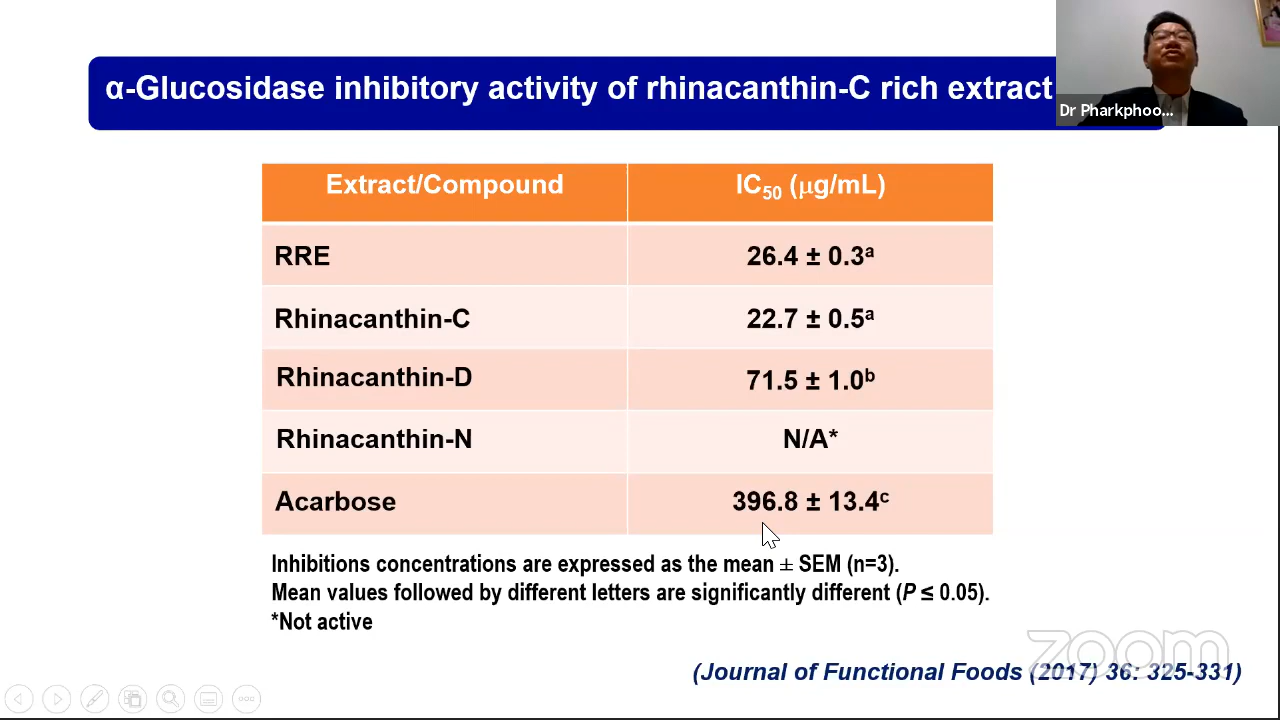 α-Glucosidase inhibitory activity of rhinacanthin-C rich extract
Dr Pharkphoo...
Extract/Compound IC50 (μg/mL)
RRE 26.4 ± 0.3ᵃ
Rhinacanthin-C 22.7 ± 0.5ᵃ
Rhinacanthin-D 71.5 ± 1.0ᵇ
Rhinacanthin-N N/A*
Acarbose 396.8 ± 13.4ᶜ
Inhibitions concentrations are expressed as the mean ± SEM (n=3).
Mean values followed by different letters are significantly different (P ≤ 0.05).
*Not active
zoom
(Journal of Functional Foods (2017) 36: 325-331)